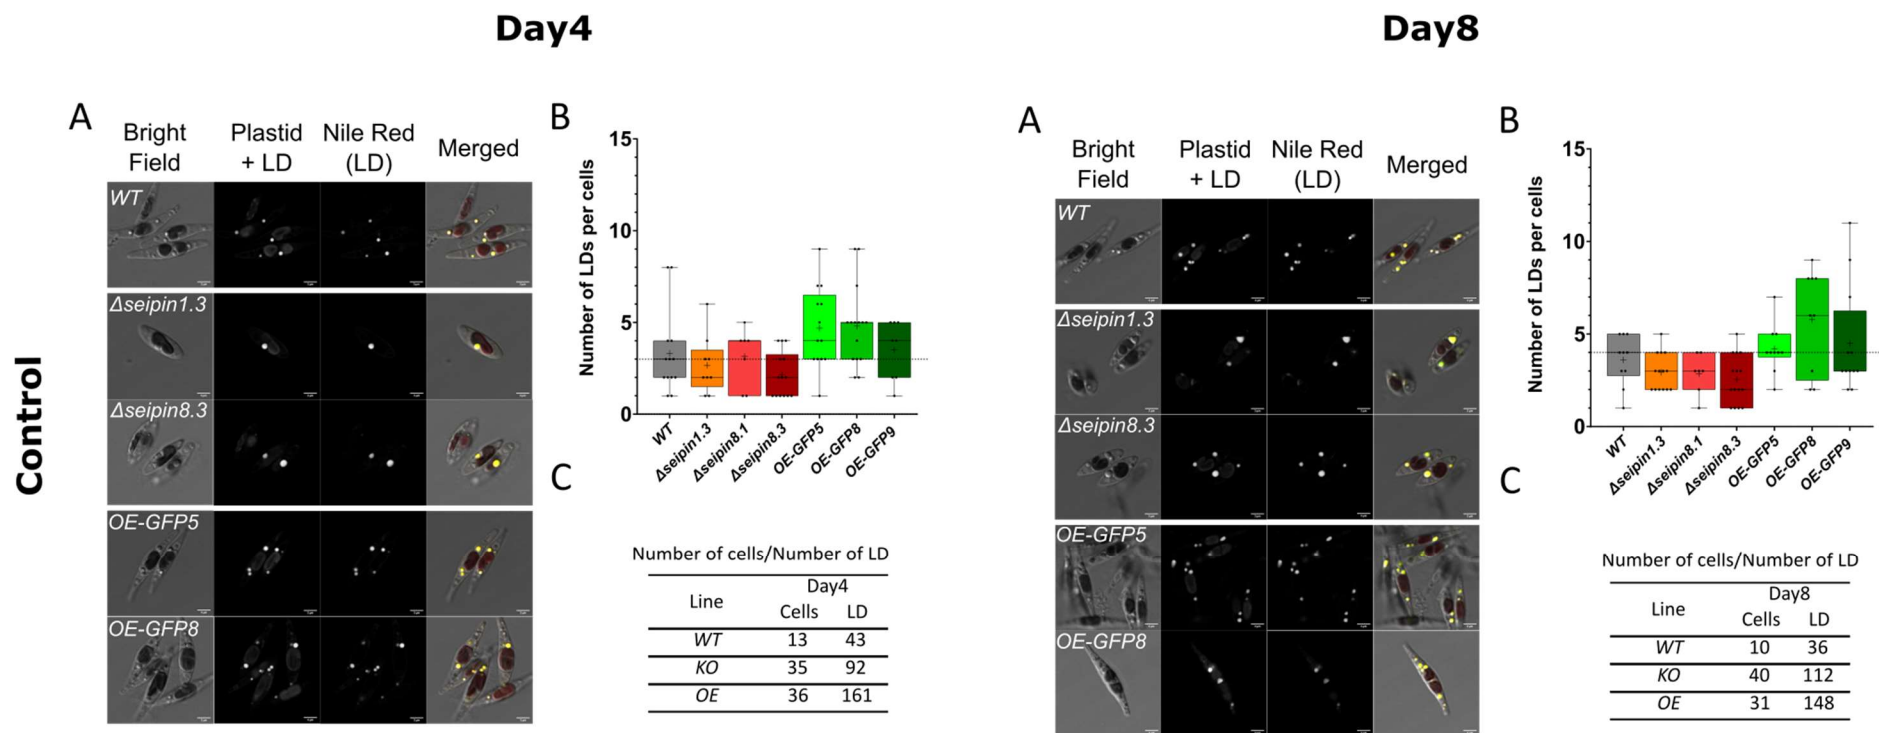 Day4
Day8
Control
A
Bright Field
Plastid + LD
Nile Red (LD)
Merged
WT
Δseipin1.3
Δseipin8.3
OE-GFP5
OE-GFP8
B
Number of LDs per cells
15
10
5
0
WT
Δseipin1.3
Δseipin8.1
Δseipin8.3
OE-GFP5
OE-GFP8
OE-GFP9
C
Number of cells/Number of LD
Line Day4
Cells LD
WT 13 43
KO 35 92
OE 36 161
A
Bright Field
Plastid + LD
Nile Red (LD)
Merged
WT
Δseipin1.3
Δseipin8.3
OE-GFP5
OE-GFP8
B
Number of LDs per cells
15
10
5
0
WT
Δseipin1.3
Δseipin8.1
Δseipin8.3
OE-GFP5
OE-GFP8
OE-GFP9
C
Number of cells/Number of LD
Line Day8
Cells LD
WT 10 36
KO 40 112
OE 31 148